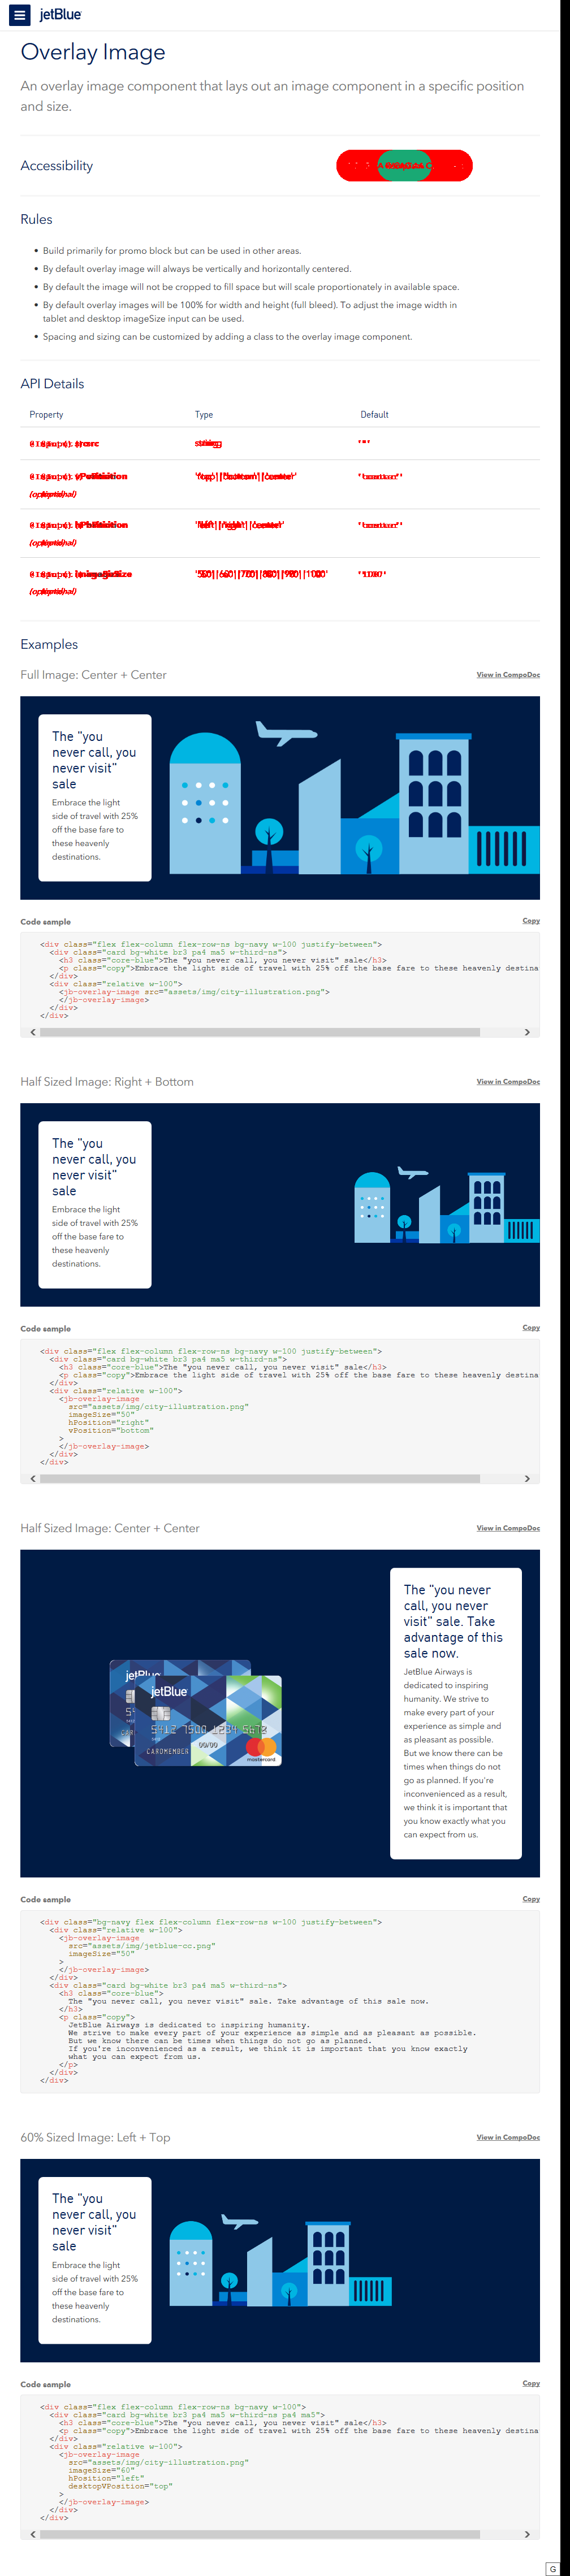 jetBlue
Overlay Image
An overlay image component that lays out an image component in a specific position
and size.
Accessibility
Rules
Build primarily for promo block but can be used in other areas.
By default overlay image will always be vertically and horizontally centered.
By default the image will not be cropped to fill space but will scale proportionately in available space.
By default overlay images will be 100% for width and height (full bleed). To adjust the image width in
tablet and desktop imageSize input can be used.
Spacing and sizing can be customized by adding a class to the overlay image component.
API Details
Property Type Default
Examples
Full Image: Center + Center View in CompoDoc
The "you
never call, you
never visit"
sale
Embrace the light
side of travel with 25%
off the base fare to
these heavenly
destinations.
Code sample Copy
<div class="flex flex-column flex-row-ns bg-navy w-100 justify-between">
<div class="card bg-white br3 pa4 ma5 w-third-ns">
<h3 class="core-blue">The "you never call, you never visit" sale</h3>
<p class="copy">Embrace the light side of travel with 25% off the base fare to these heavenly destina
</div>
<div class="relative w-100">
<jb-overlay-image src="assets/img/city-illustration.png">
</jb-overlay-image>
</div>
</div>
Half Sized Image: Right + Bottom View in CompoDoc
The "you
never call, you
never visit"
sale
Embrace the light
side of travel with 25%
off the base fare to
these heavenly
destinations.
Code sample Copy
<div class="flex flex-column flex-row-ns bg-navy w-100 justify-between">
<div class="card bg-white br3 pa4 ma5 w-third-ns">
<h3 class="core-blue">The "you never call, you never visit" sale</h3>
<p class="copy">Embrace the light side of travel with 25% off the base fare to these heavenly destina
</div>
<div class="relative w-100">
<jb-overlay-image
src="assets/img/city-illustration.png"
imageSize="50"
hPosition="right"
vPosition="bottom"
>
</jb-overlay-image>
</div>
</div>
Half Sized Image: Center + Center View in CompoDoc
jetBlue
jetBlue
5412 7500 1234 5678
00/00
CARDMEMBER
mastercard
The "you never
call, you never
visit" sale. Take
advantage of this
sale now.
JetBlue Airways is
dedicated to inspiring
humanity. We strive to
make every part of your
experience as simple and
as pleasant as possible.
But we know there can be
times when things do not
go as planned. If you're
inconvenienced as a result,
we think it is important that
you know exactly what you
can expect from us.
Code sample Copy
<div class="bg-navy flex flex-column flex-row-ns w-100 justify-between">
<div class="relative w-100">
<jb-overlay-image
src="assets/img/jetblue-cc.png"
imageSize="50"
>
</jb-overlay-image>
</div>
<div class="card bg-white br3 pa4 ma5 w-third-ns">
<h3 class="core-blue">
The "you never call, you never visit" sale. Take advantage of this sale now.
</h3>
<p class="copy">
JetBlue Airways is dedicated to inspiring humanity.
We strive to make every part of your experience as simple and as pleasant as possible.
But we know there can be times when things do not go as planned.
If you're inconvenienced as a result, we think it is important that you know exactly
what you can expect from us.
</p>
</div>
</div>
60% Sized Image: Left + Top View in CompoDoc
The "you
never call, you
never visit"
sale
Embrace the light
side of travel with 25%
off the base fare to
these heavenly
destinations.
Code sample Copy
<div class="flex flex-column flex-row-ns bg-navy w-100">
<div class="card bg-white br3 pa4 ma5 w-third-ns pa4 ma5">
<h3 class="core-blue">The "you never call, you never visit" sale</h3>
<p class="copy">Embrace the light side of travel with 25% off the base fare to these heavenly destina
</div>
<div class="relative w-100">
<jb-overlay-image
src="assets/img/city-illustration.png"
imageSize="60"
hPosition="left"
desktopVPosition="top"
>
</jb-overlay-image>
</div>
</div>
G